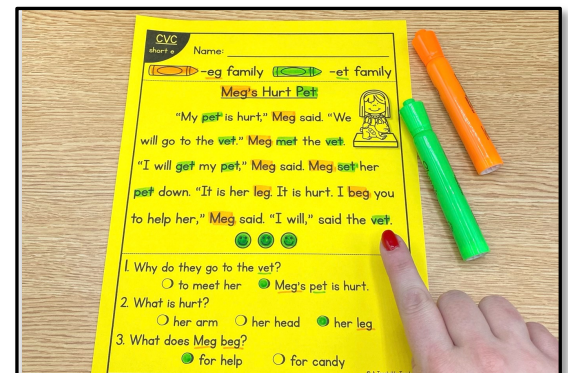 CVC
short e
Name:
-eg family -et family
Meg's Hurt Pet
"My pet is hurt," Meg said. "We
will go to the vet." Meg met the vet.
"I will get my pet," Meg said. Meg set her
pet down. "It is her leg. It is hurt. I beg you
to help her," Meg said. "I will," said the vet.
1. Why do they go to the vet?
to meet her Meg's pet is hurt.
2. What is hurt?
her arm her head her leg
3. What does Meg beg?
for help for candy